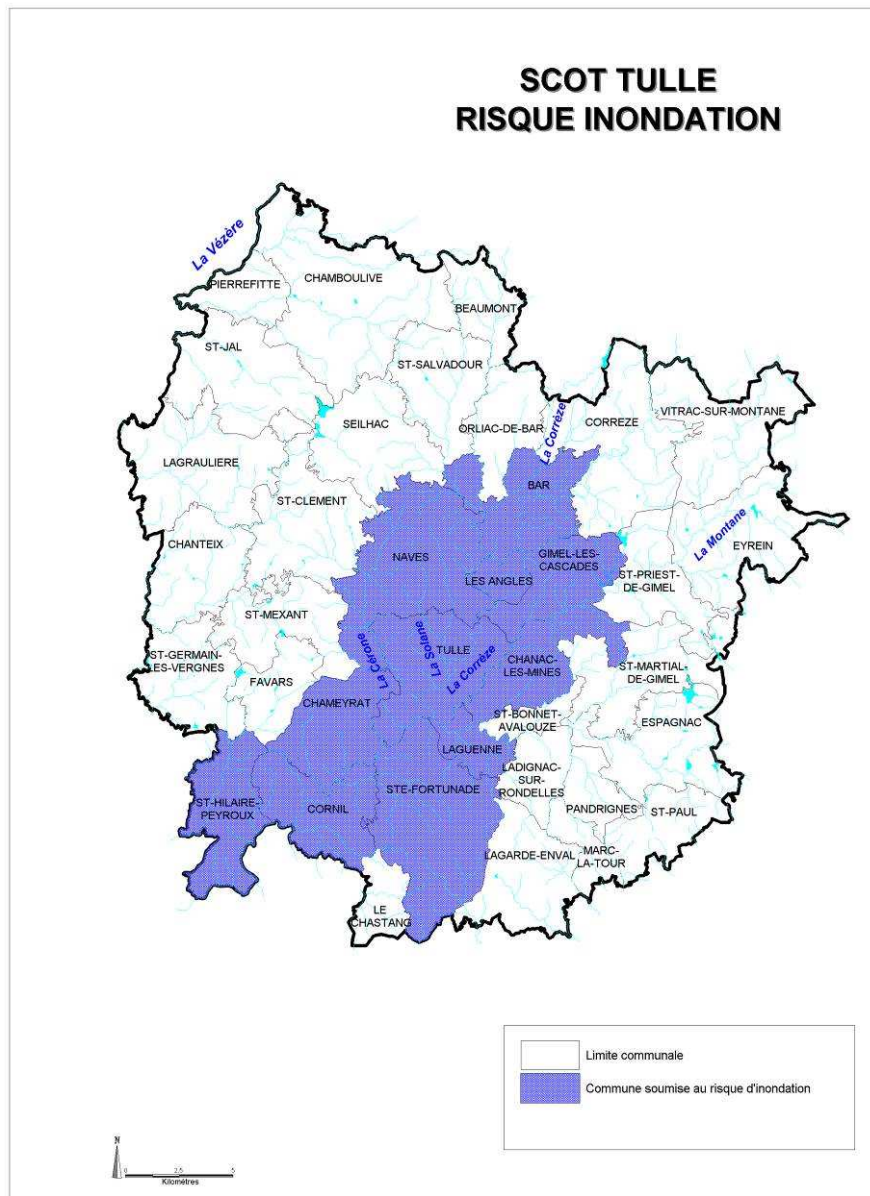 SCOT TULLE
RISQUE INONDATION
La Vézère
PIERREFITTE
CHAMBOULIVE
BEAUMONT
ST-JAL
ST-SALVADOUR
SEILHAC
ORLIAC-DE-BAR
La Corrèze
CORREZE
VITRAC-SUR-MONTANE
LAGRAULIERE
ST-CLEMENT
BAR
CHANTEIX
NAVES
LES ANGLES
GIMEL-LES-
CASCADES
La Montane
EYREIN
ST-PRIEST-
DE-GIMEL
ST-MEXANT
ST-GERMAIN-
LES-VERGNES
FAVARS
La Cérone
La Solane
TULLE
La Corrèze
CHANAC-
LES-MINES
ST-MARTIAL-
DE-GIMEL
CHAMEYRAT
ST-BONNET-
AVALOUZE
ESPAGNAC
LAGUENNE
LADIGNAC-
SUR-
RONDELLES
STE-FORTUNADE
ST-HILAIRE-
PEYROUX
CORNIL
PANDRIGNES
ST-PAUL
LAGARDE-ENVAL
MARC-
LA-TOUR
LE
CHASTANG
Limite communale
Commune soumise au risque d'inondation
N
0 2,5 5
Kilomètres